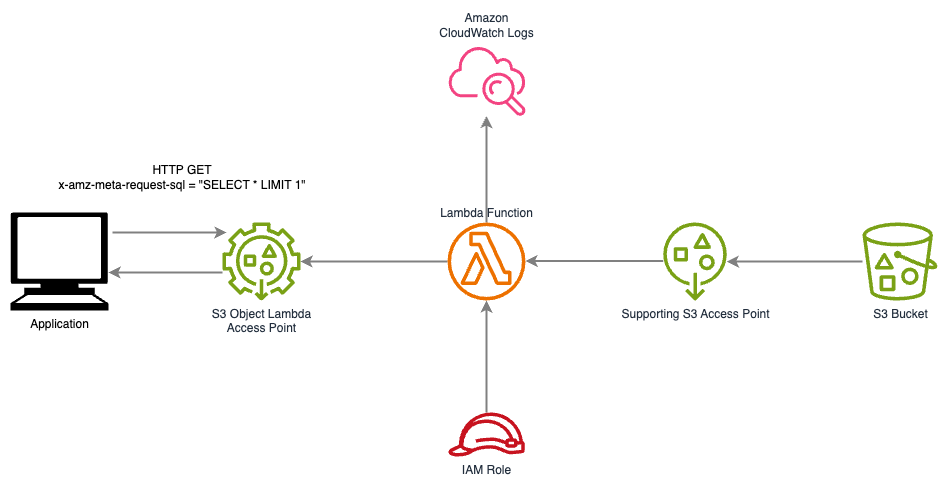 Amazon
CloudWatch Logs
HTTP GET
x-amz-meta-request-sql = "SELECT * LIMIT 1"
Lambda Function
Application
S3 Object Lambda
Access Point
Supporting S3 Access Point
S3 Bucket
IAM Role